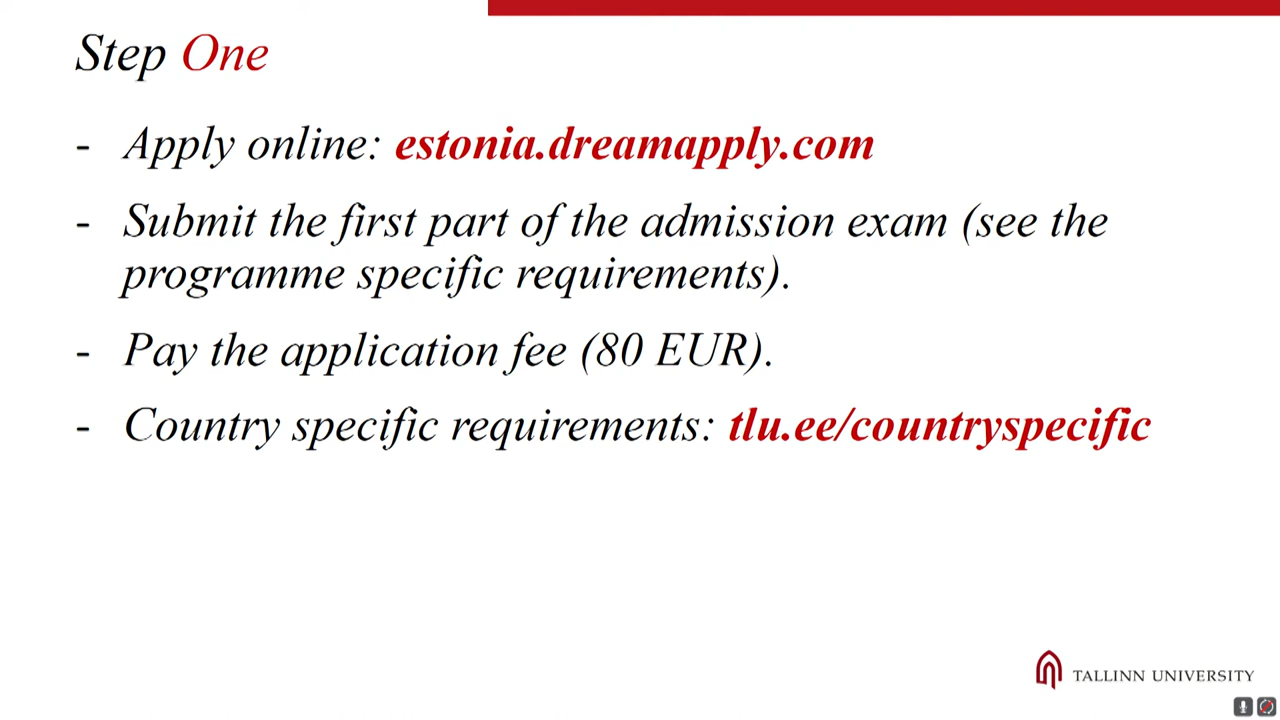 Step One
- Apply online: estonia.dreamapply.com
- Submit the first part of the admission exam (see the
programme specific requirements).
- Pay the application fee (80 EUR).
- Country specific requirements: tlu.ee/countryspecific
TALLINN UNIVERSITY